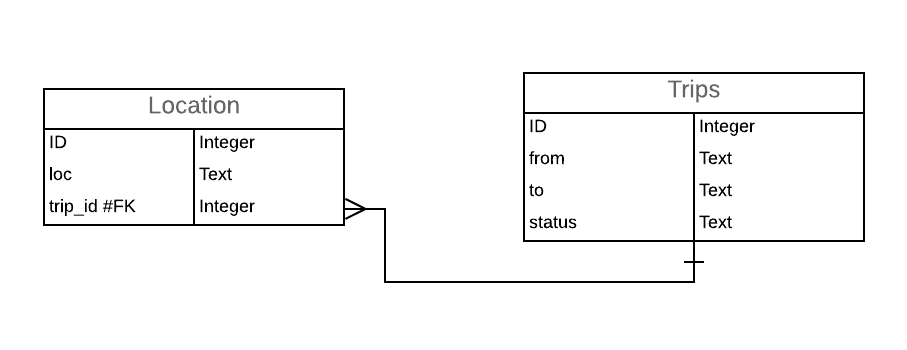 Location
ID Integer
loc Text
trip_id #FK Integer
Trips
ID Integer
from Text
to Text
status Text